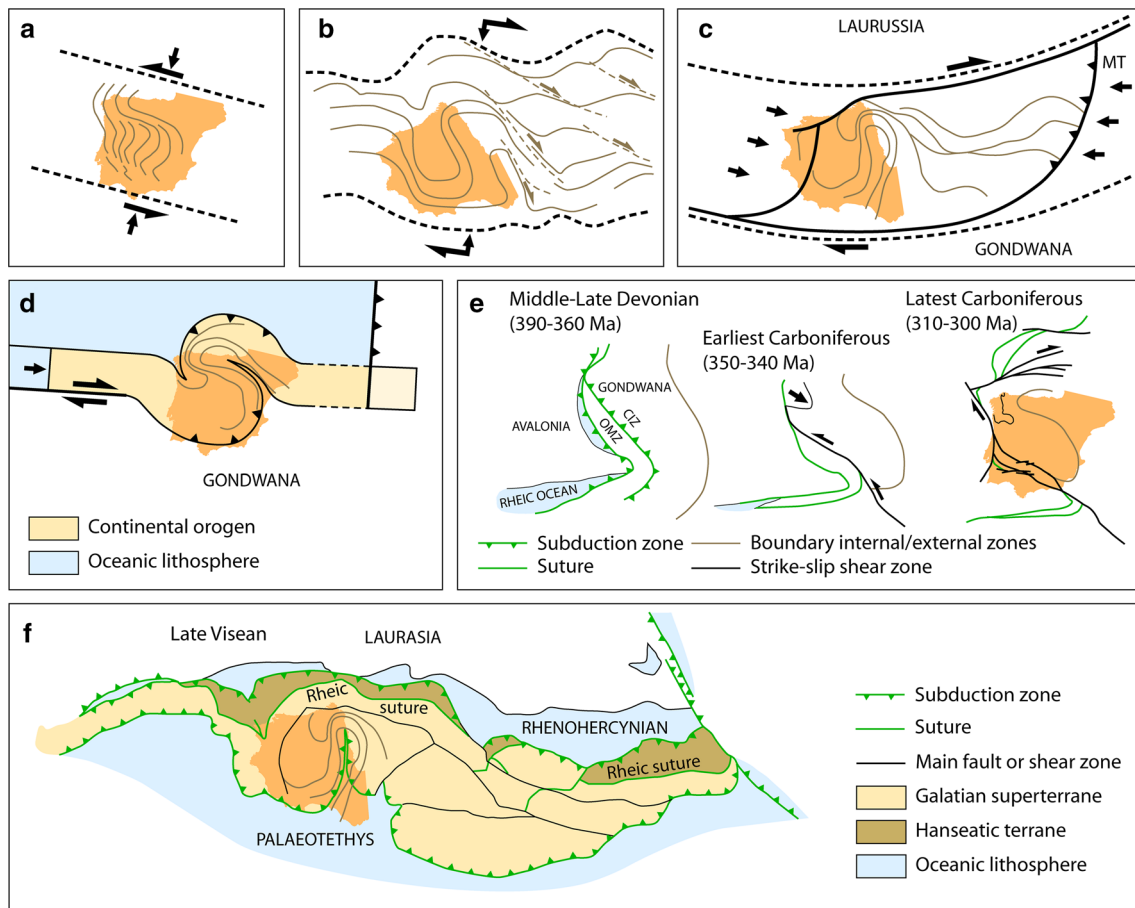 a
b
c
LAURUSSIA
MT
GONDWANA
d
GONDWANA
Continental orogen
Oceanic lithosphere
e
Middle-Late Devonian
(390-360 Ma)
GONDWANA
AVALONIA
CIZ
OMZ
RHEIC OCEAN
Earliest Carboniferous
(350-340 Ma)
Latest Carboniferous
(310-300 Ma)
Subduction zone
Suture
Boundary internal/external zones
Strike-slip shear zone
f
Late Visean
LAURASIA
Rheic
suture
RHENOHERCYNIAN
Rheic suture
PALAEOTETHYS
Subduction zone
Suture
Main fault or shear zone
Galatian superterrane
Hanseatic terrane
Oceanic lithosphere